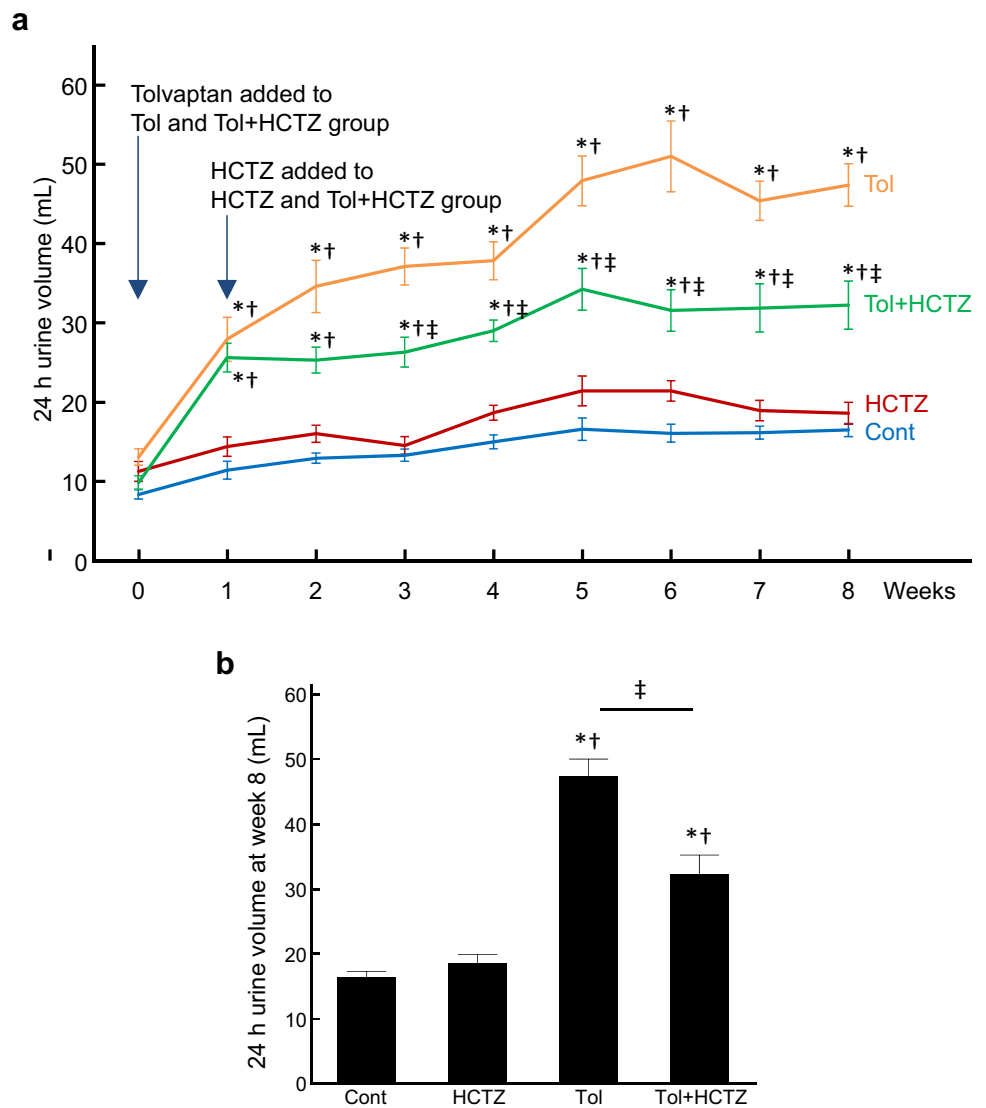 a
60
50
40
30
20
10
0
24 h urine volume (mL)
Tolvaptan added to
Tol and Tol+HCTZ group
HCTZ added to
HCTZ and Tol+HCTZ group
*†
*†
*†
*†
*†
*†
*†
*†
Tol
*†
*†
*†‡
*†‡
*†‡
*†‡
*†‡
*†‡
Tol+HCTZ
HCTZ
Cont
0 1 2 3 4 5 6 7 8 Weeks
b
60
50
40
30
20
10
0
24 h urine volume at week 8 (mL)
‡
*†
*†
Cont HCTZ Tol Tol+HCTZ